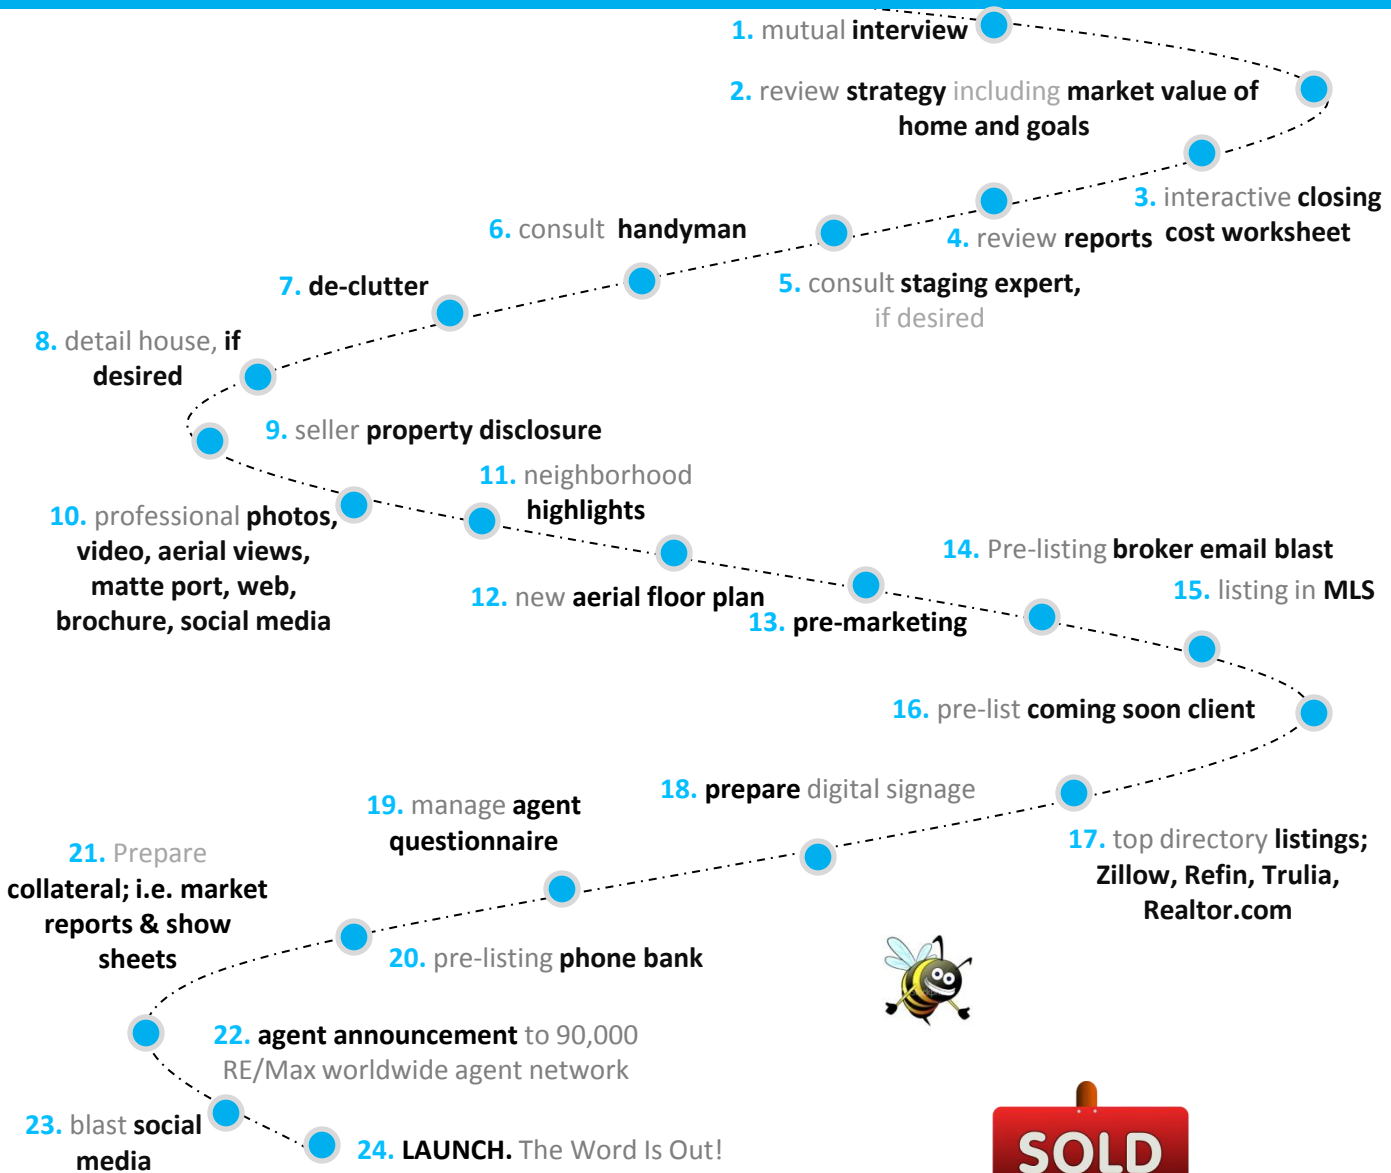 1. mutual interview
2. review strategy including market value of
home and goals
3. interactive closing
cost worksheet
4. review reports
5. consult staging expert,
if desired
6. consult handyman
7. de-clutter
8. detail house, if
desired
9. seller property disclosure
10. professional photos,
video, aerial views,
matte port, web,
brochure, social media
11. neighborhood
highlights
12. new aerial floor plan
13. pre-marketing
14. Pre-listing broker email blast
15. listing in MLS
16. pre-list coming soon client
17. top directory listings;
Zillow, Refin, Trulia,
Realtor.com
18. prepare digital signage
19. manage agent
questionnaire
20. pre-listing phone bank
21. Prepare
collateral; i.e. market
reports & show
sheets
22. agent announcement to 90,000
RE/Max worldwide agent network
23. blast social
media
24. LAUNCH. The Word Is Out!
SOLD